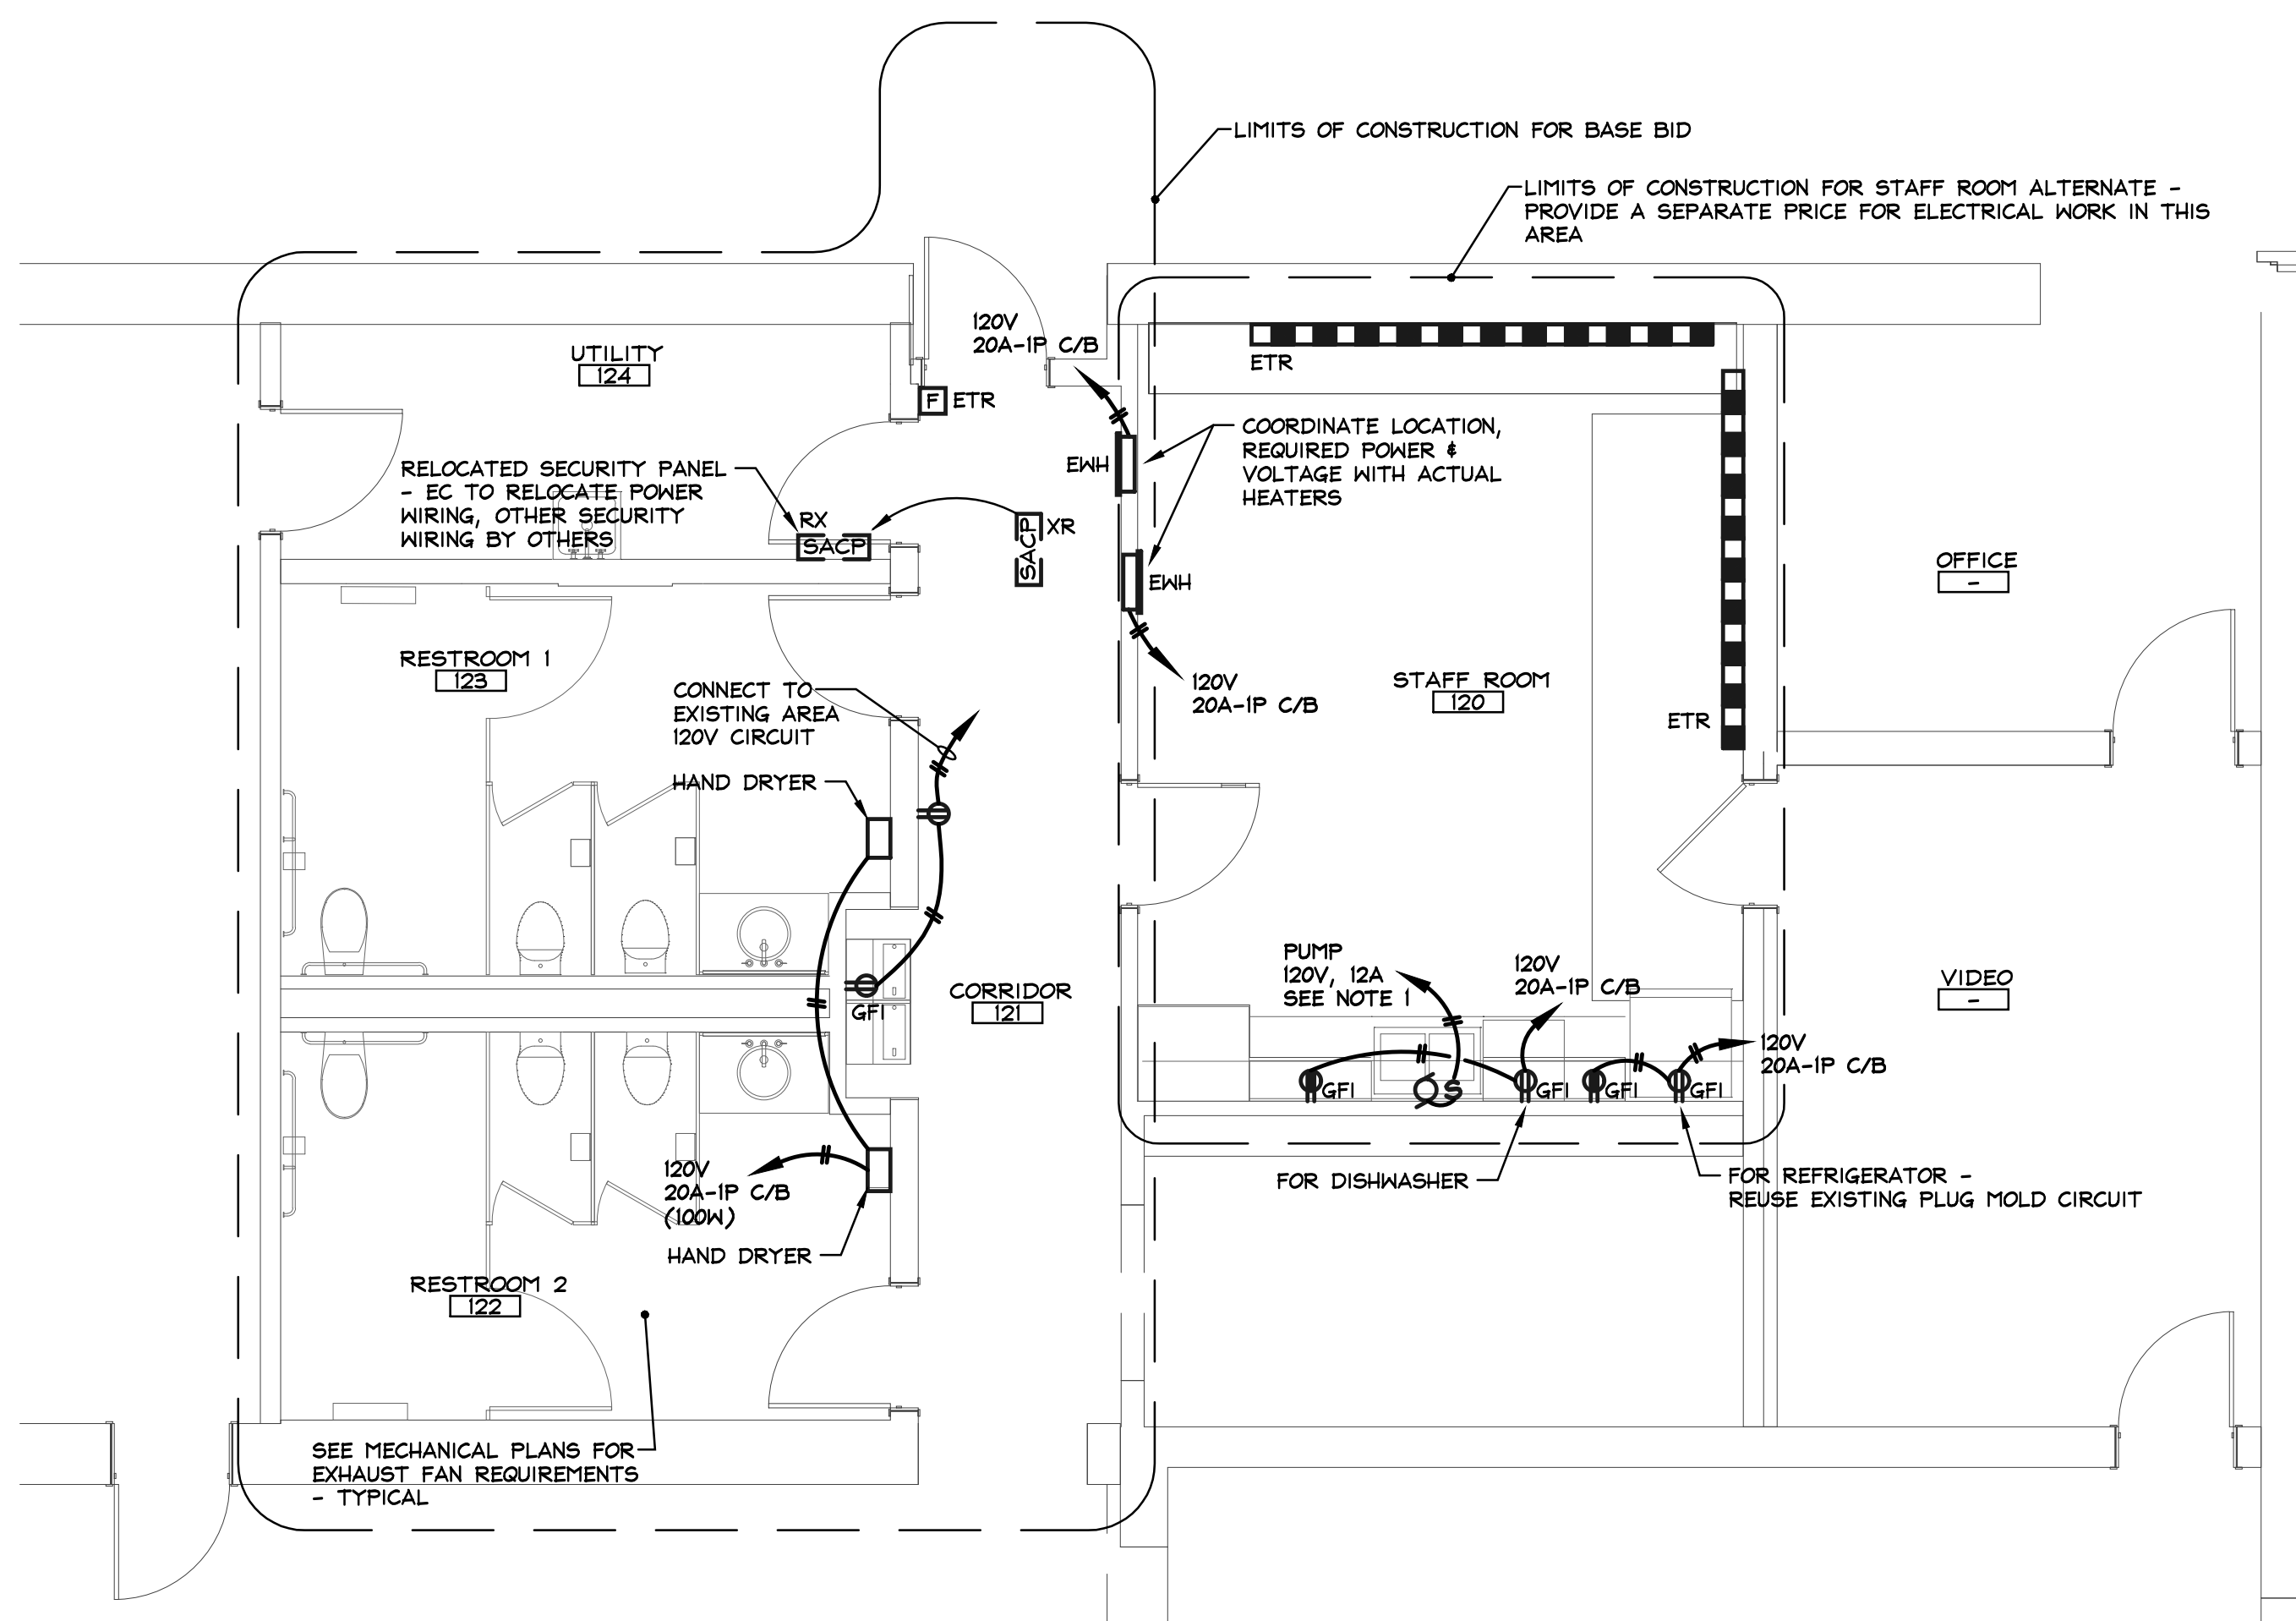 LIMITS OF CONSTRUCTION FOR BASE BID
LIMITS OF CONSTRUCTION FOR STAFF ROOM ALTERNATE -
PROVIDE A SEPARATE PRICE FOR ELECTRICAL WORK IN THIS
AREA
120V
20A-1P C/B
UTILITY
124
ETR
F ETR
COORDINATE LOCATION,
REQUIRED POWER &
VOLTAGE WITH ACTUAL
HEATERS
EWH
RELOCATED SECURITY PANEL
- EC TO RELOCATE POWER
WIRING, OTHER SECURITY
WIRING BY OTHERS
RX
SACP
SACP
XR
EWH
OFFICE
-
RESTROOM 1
123
CONNECT TO
EXISTING AREA
120V CIRCUIT
120V
20A-1P C/B
STAFF ROOM
120
ETR
HAND DRYER
PUMP
120V, 12A
SEE NOTE 1
120V
20A-1P C/B
VIDEO
-
CORRIDOR
121
GFI
120V
20A-1P C/B
S
GFI
GFI
GFI
GFI
FOR DISHWASHER
FOR REFRIGERATOR -
REUSE EXISTING PLUG MOLD CIRCUIT
120V
20A-1P C/B
(100W)
HAND DRYER
RESTROOM 2
122
SEE MECHANICAL PLANS FOR
EXHAUST FAN REQUIREMENTS
- TYPICAL